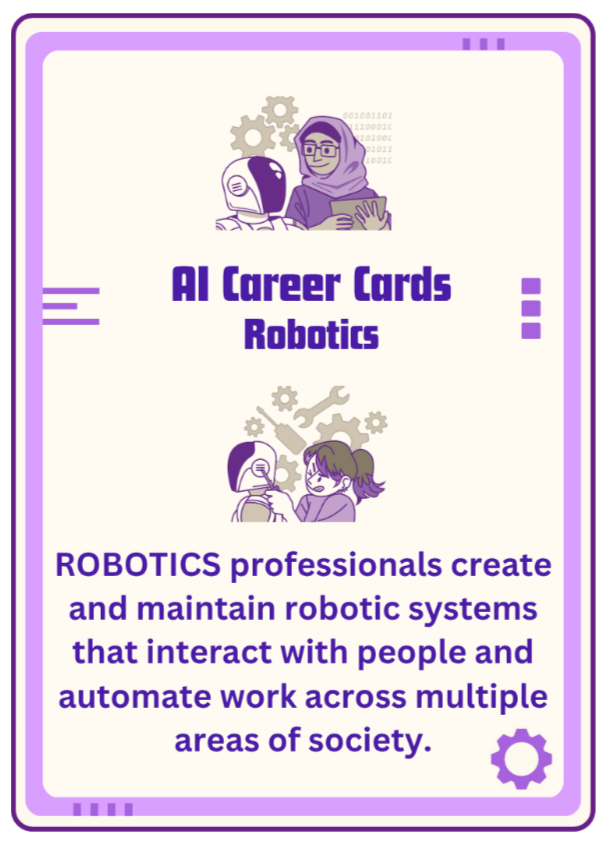 AI Career Cards
Robotics
ROBOTICS professionals create
and maintain robotic systems
that interact with people and
automate work across multiple
areas of society.